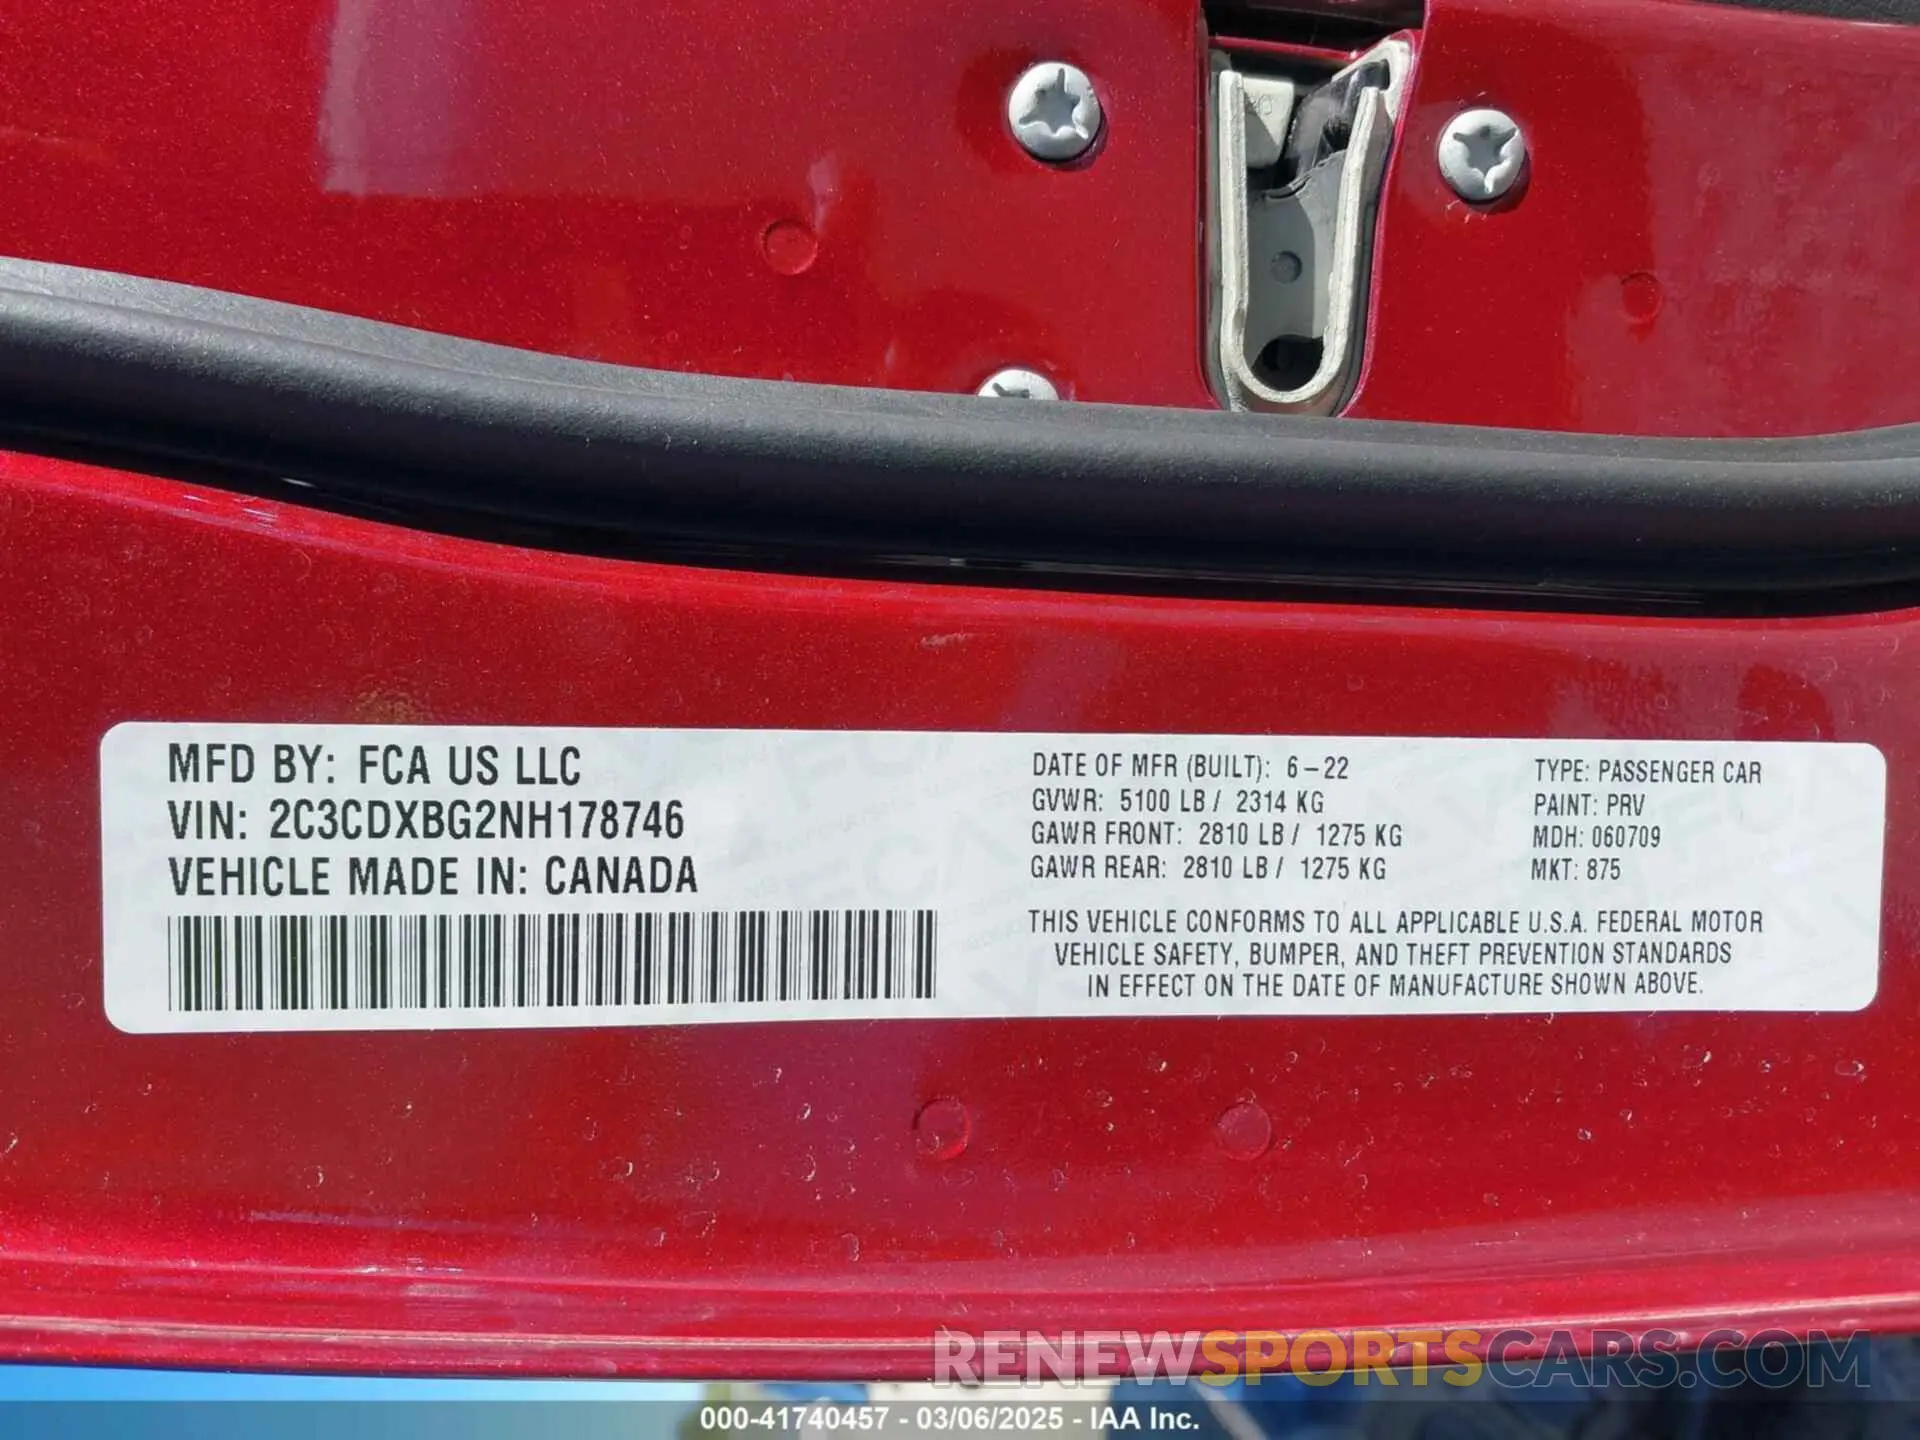 MFD BY: FCA US LLC
VIN: 2C3CDXBG2NH178746
VEHICLE MADE IN: CANADA
DATE OF MFR (BUILT): 6-22
GVWR: 5100 LB / 2314 KG
GAWR FRONT: 2810 LB / 1275 KG
GAWR REAR: 2810 LB / 1275 KG
TYPE: PASSENGER CAR
PAINT: PRV
MDH: 060709
MKT: 875
THIS VEHICLE CONFORMS TO ALL APPLICABLE U.S.A. FEDERAL MOTOR
VEHICLE SAFETY, BUMPER, AND THEFT PREVENTION STANDARDS
IN EFFECT ON THE DATE OF MANUFACTURE SHOWN ABOVE.
RENEWSPORTSCARS.COM
000-41740457 - 03/06/2025 - IAA Inc.